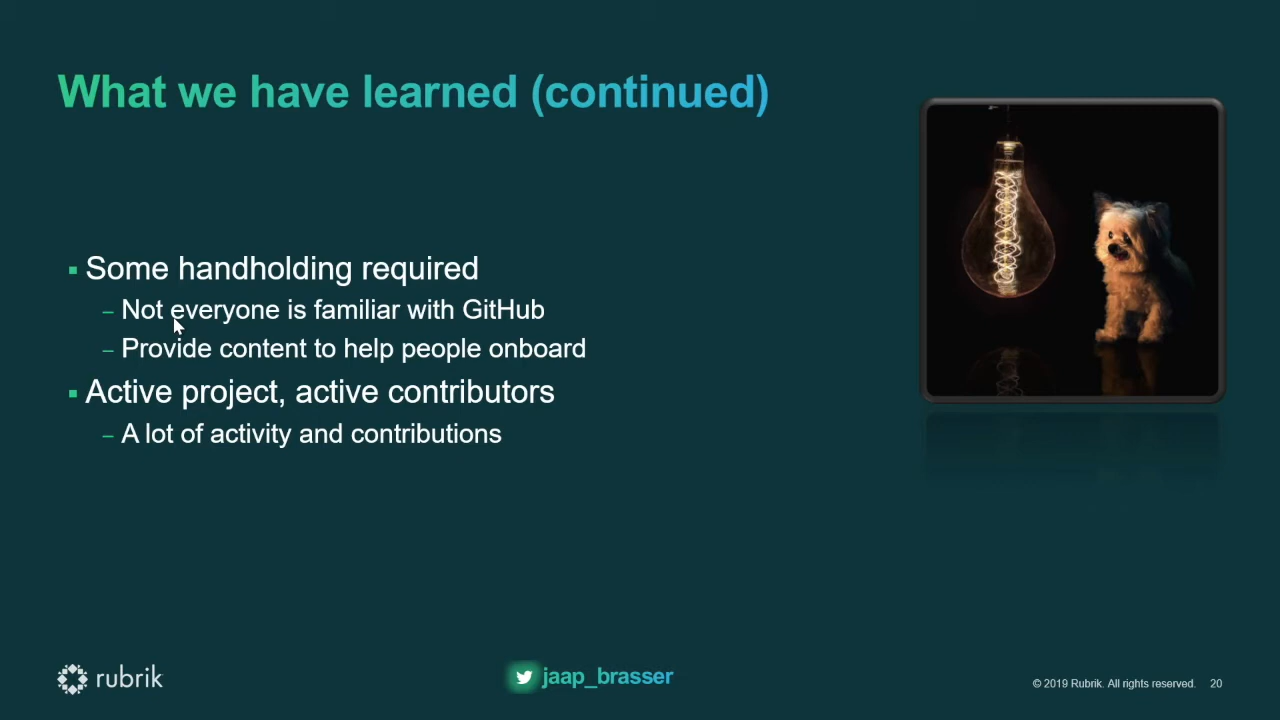 What we have learned (continued)
Some handholding required
– Not everyone is familiar with GitHub
– Provide content to help people onboard
Active project, active contributors
– A lot of activity and contributions
rubrik
jaap_brasser
© 2019 Rubrik. All rights reserved. 20